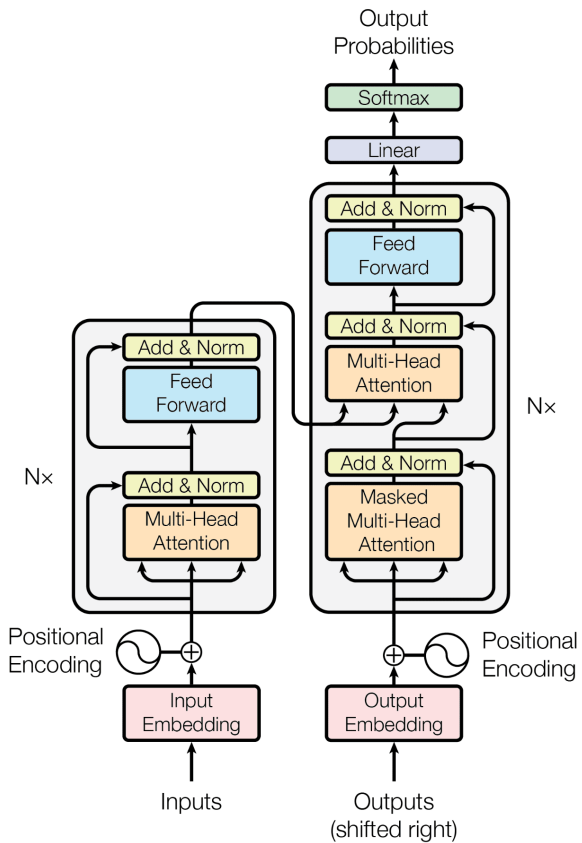 Output
Probabilities
Softmax
Linear
Add & Norm
Feed
Forward
Add & Norm
Multi-Head
Attention
Add & Norm
Masked
Multi-Head
Attention
Nx
Add & Norm
Feed
Forward
Add & Norm
Multi-Head
Attention
Nx
Positional
Encoding
Positional
Encoding
Input
Embedding
Output
Embedding
Inputs
Outputs
(shifted right)